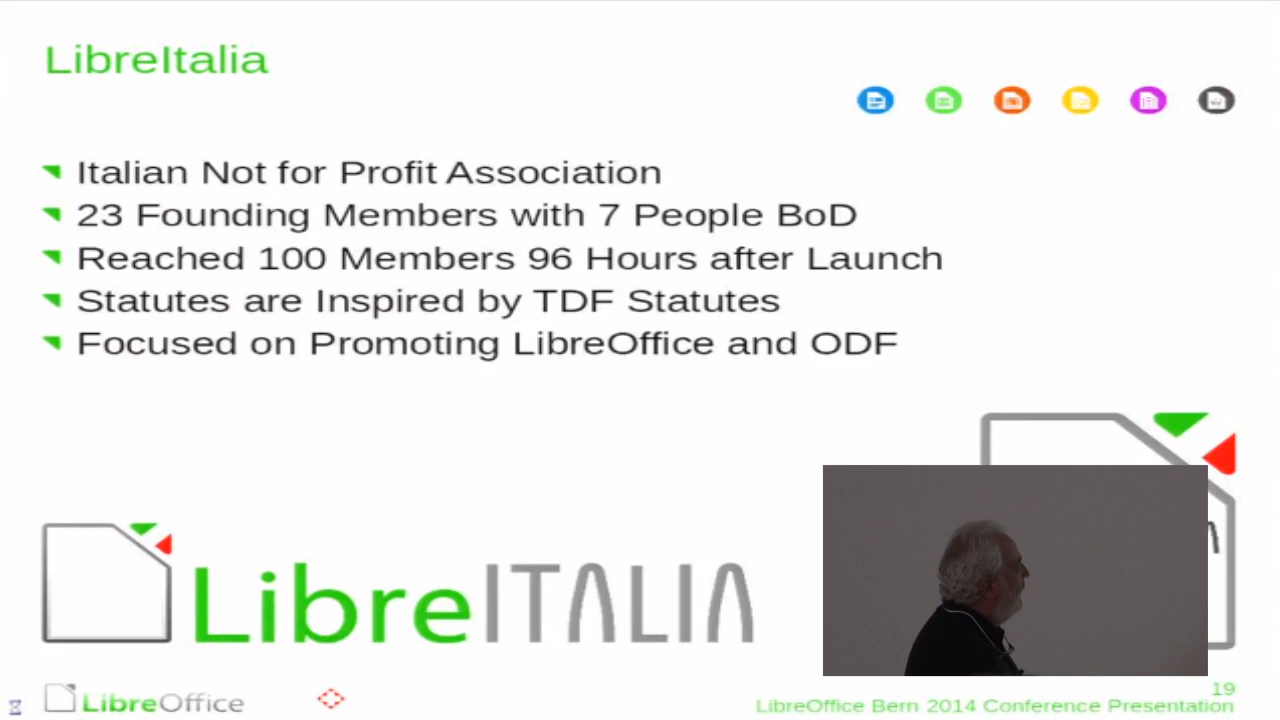 LibreItalia
Italian Not for Profit Association
23 Founding Members with 7 People BoD
Reached 100 Members 96 Hours after Launch
Statutes are Inspired by TDF Statutes
Focused on Promoting LibreOffice and ODF
LibreITALIA
LibreOffice
19
LibreOffice Bern 2014 Conference Presentation